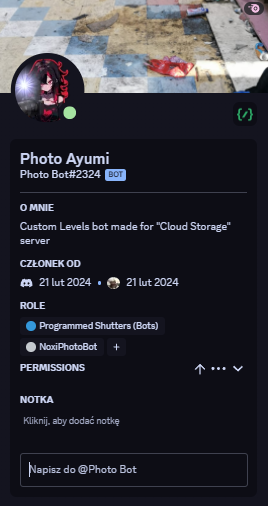 Photo Ayumi
Photo Bot#2324 BOT
O MNIE
Custom Levels bot made for "Cloud Storage"
server
CZŁONEK OD
21 lut 2024 • 21 lut 2024
ROLE
Programmed Shutters (Bots)
NoxiPhotoBot +
PERMISSIONS
NOTKA
Kliknij, aby dodać notkę
Napisz do @Photo Bot